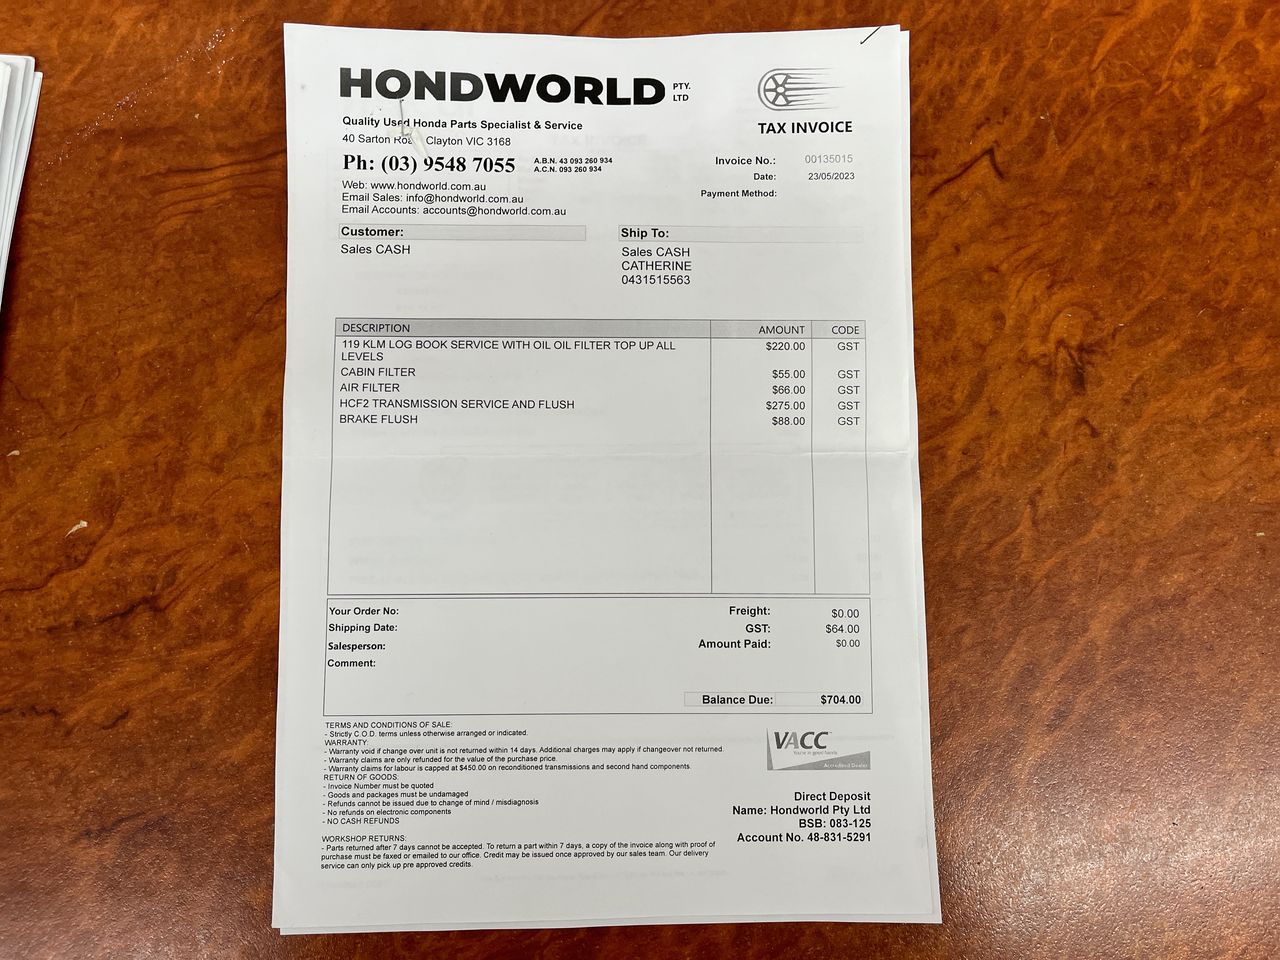 HONDWORLD PTY. LTD
Quality Used Honda Parts Specialist & Service
40 Sarton Road Clayton VIC 3168
Ph: (03) 9548 7055
A.B.N. 43 093 260 934
A.C.N. 093 260 934
Web: www.hondworld.com.au
Email Sales: info@hondworld.com.au
Email Accounts: accounts@hondworld.com.au
TAX INVOICE
Invoice No.: 00135015
Date: 23/05/2023
Payment Method:
Customer:
Sales CASH
Ship To:
Sales CASH
CATHERINE
0431515563
DESCRIPTION AMOUNT CODE
119 KLM LOG BOOK SERVICE WITH OIL OIL FILTER TOP UP ALL $220.00 GST
LEVELS
CABIN FILTER $55.00 GST
AIR FILTER $66.00 GST
HCF2 TRANSMISSION SERVICE AND FLUSH $275.00 GST
BRAKE FLUSH $88.00 GST
Your Order No:
Shipping Date:
Salesperson:
Comment:
Freight: $0.00
GST: $64.00
Amount Paid: $0.00
Balance Due: $704.00
TERMS AND CONDITIONS OF SALE:
- Strictly C.O.D. terms unless otherwise arranged or indicated.
WARRANTY:
- Warranty void if change over unit is not returned within 14 days. Additional charges may apply if changeover not returned.
- Warranty claims are only refunded for the value of the purchase price.
- Warranty claims for labour is capped at $450.00 on reconditioned transmissions and second hand components.
RETURN OF GOODS:
- Invoice Number must be quoted
- Goods and packages must be undamaged
- Refunds cannot be issued due to change of mind / misdiagnosis
- No refunds on electronic components
- NO CASH REFUNDS
WORKSHOP RETURNS:
- Parts returned after 7 days cannot be accepted. To return a part within 7 days, a copy of the invoice along with proof of
purchase must be faxed or emailed to our office. Credit may be issued once approved by our sales team. Our delivery
service can only pick up pre approved credits.
VACC
You're in good hands
Accredited Dealer
Direct Deposit
Name: Hondworld Pty Ltd
BSB: 083-125
Account No. 48-831-5291